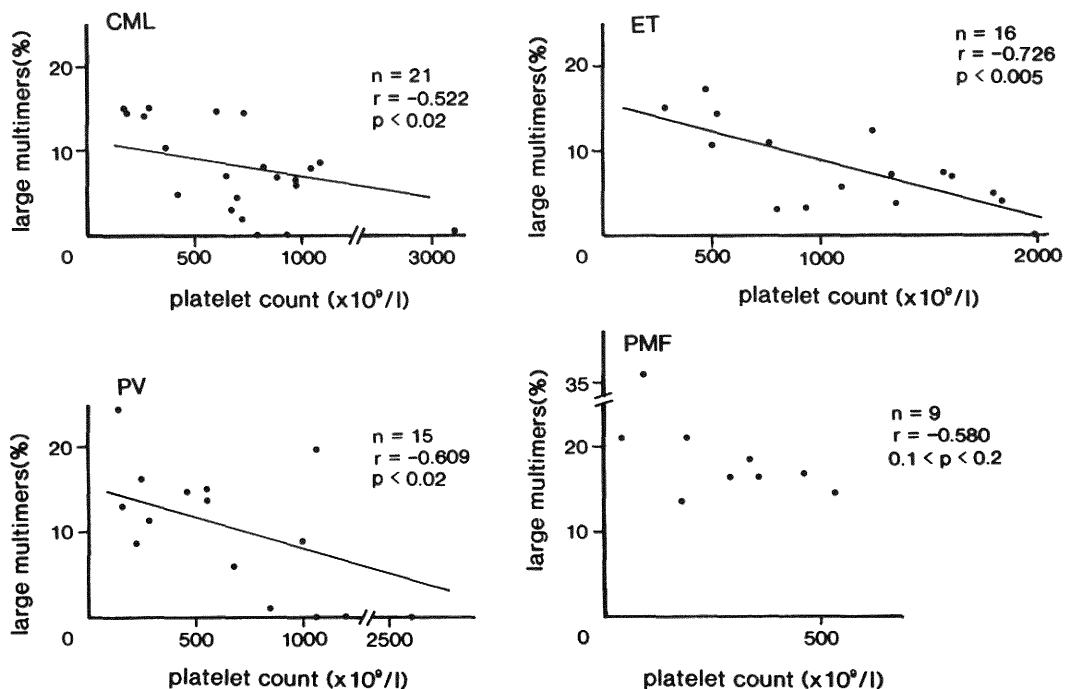 CML
large multimers(%)
20
10
0
500
1000
3000
n = 21
r = -0.522
p < 0.02
platelet count (x10⁹/l)
ET
large multimers(%)
20
10
0
500
1000
2000
n = 16
r = -0.726
p < 0.005
platelet count (x10⁹/l)
PV
large multimers(%)
20
10
0
500
1000
2500
n = 15
r = -0.609
p < 0.02
platelet count (x10⁹/l)
PMF
large multimers(%)
35
20
10
0
500
n = 9
r = -0.580
0.1 < p < 0.2
platelet count (x10⁹/l)